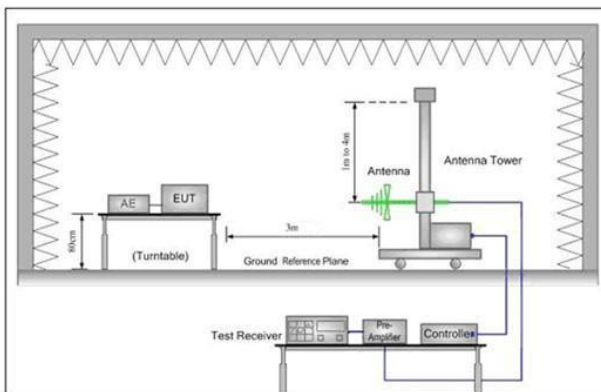 1m to 4m
Antenna
Antenna Tower
AE
EUT
80cm
(Turntable)
3m
Ground Reference Plane
Test Receiver
Pre-
Amplifier
Controller